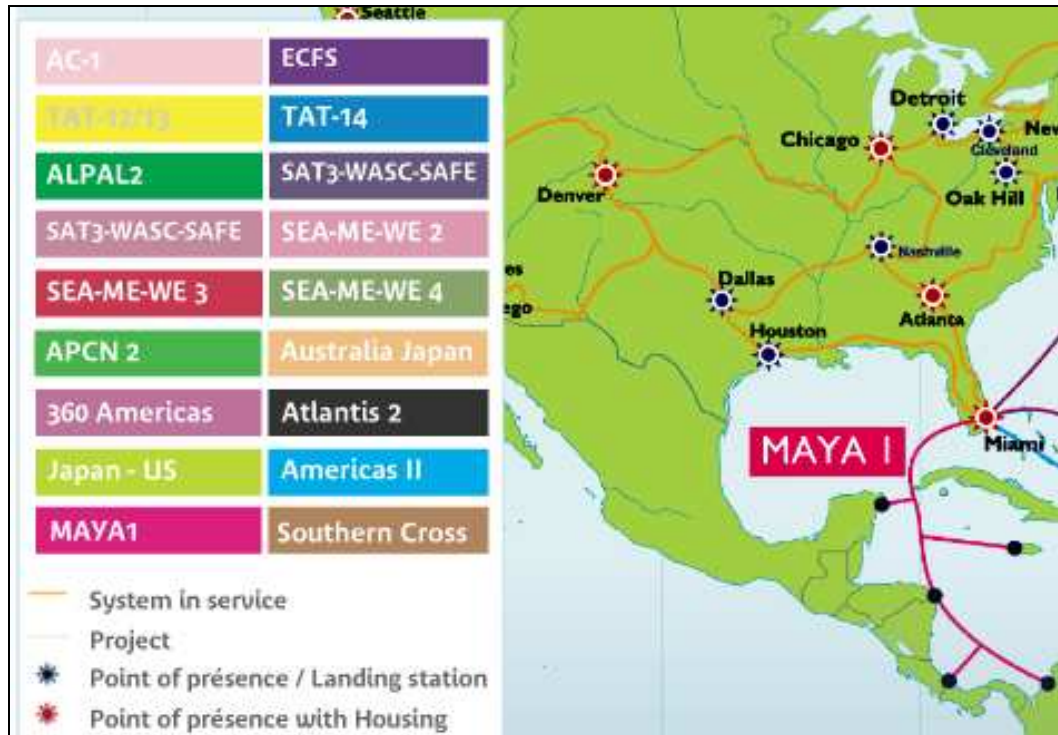 Seattle
AC-1
ECFS
TAT-12/13
TAT-14
ALPAL2
SAT3-WASC-SAFE
SAT3-WASC-SAFE
SEA-ME-WE 2
SEA-ME-WE 3
SEA-ME-WE 4
APCN 2
Australia Japan
360 Americas
Atlantis 2
Japan - US
Americas II
MAYA1
Southern Cross
System in service
Project
Point of présence / Landing station
Point of présence with Housing
Detroit
Chicago
New
Cleveland
Denver
Oak Hill
Nashville
es
Dallas
ego
Atlanta
Houston
Miami
MAYA I